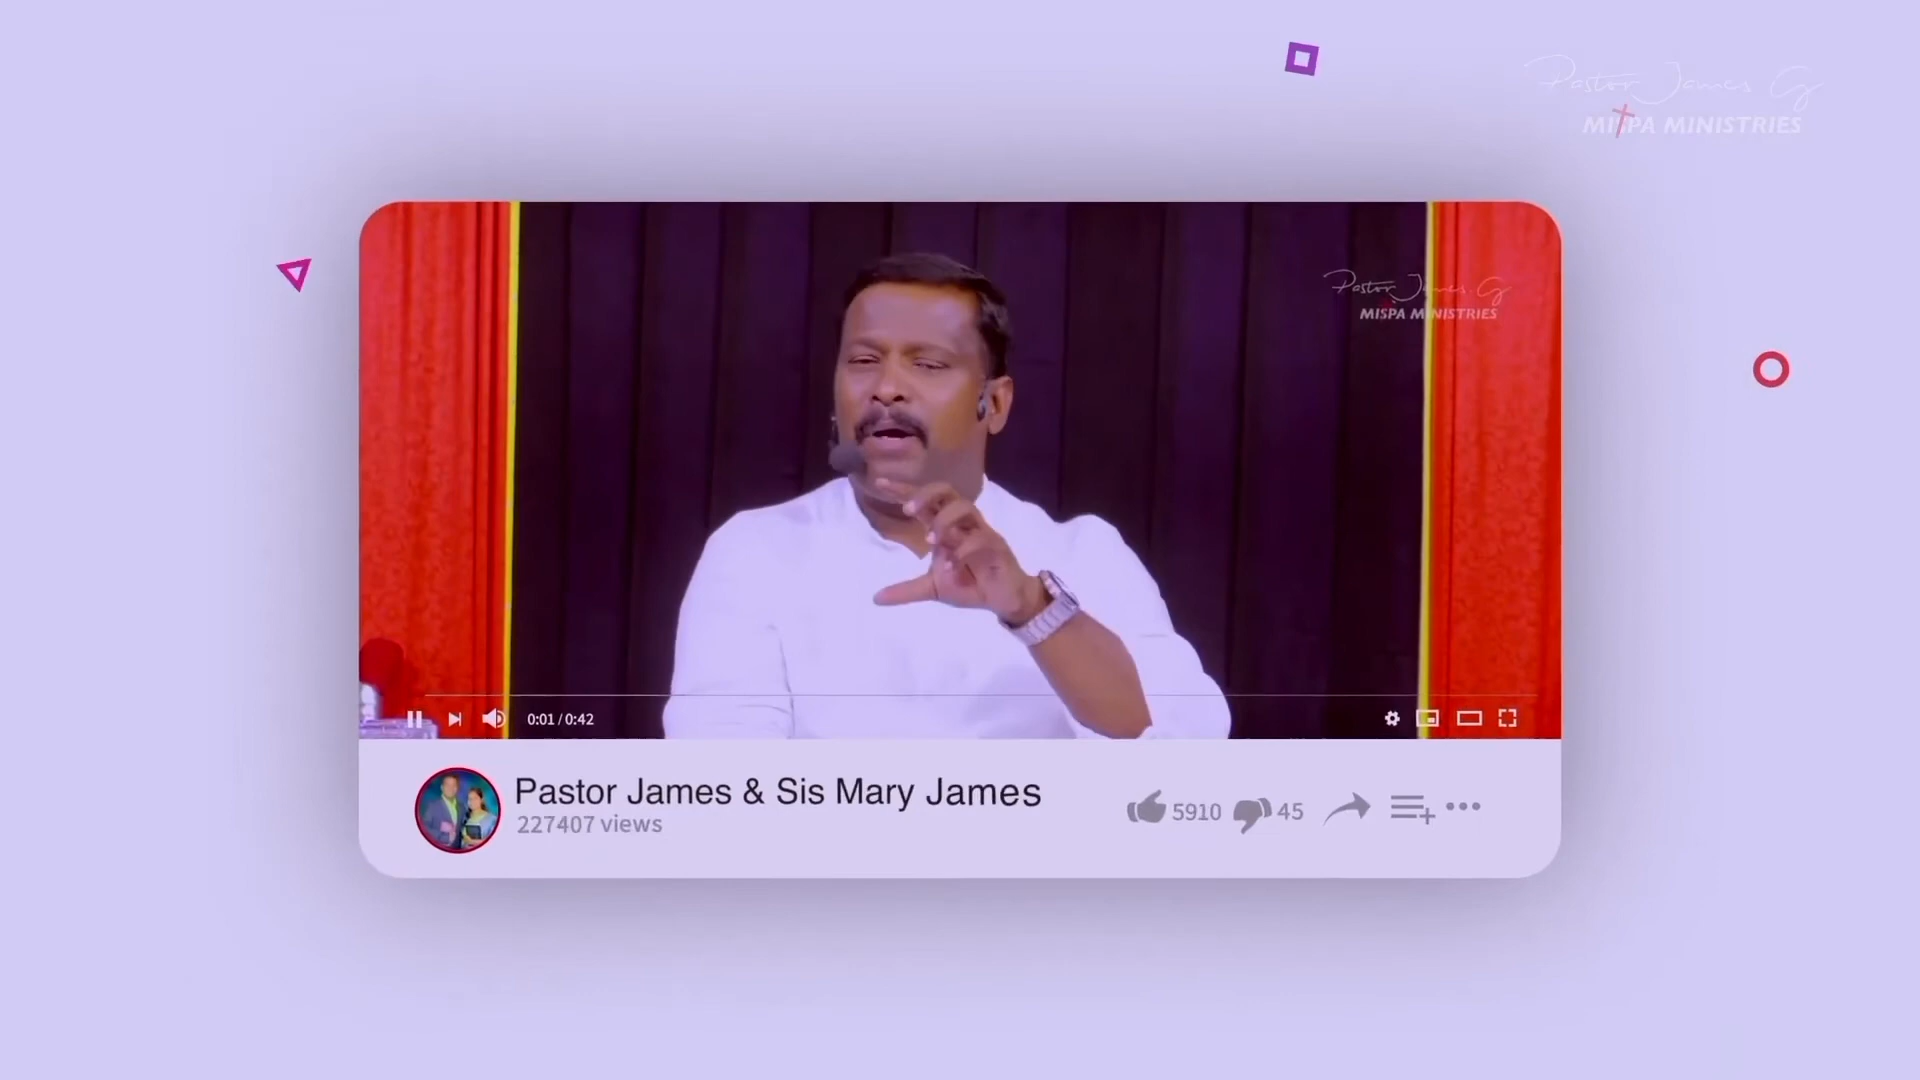 Pastor James G
MISPA MINISTRIES
Pastor James G
MISPA MINISTRIES
0:01 / 0:42
Pastor James & Sis Mary James
227407 views
5910
45